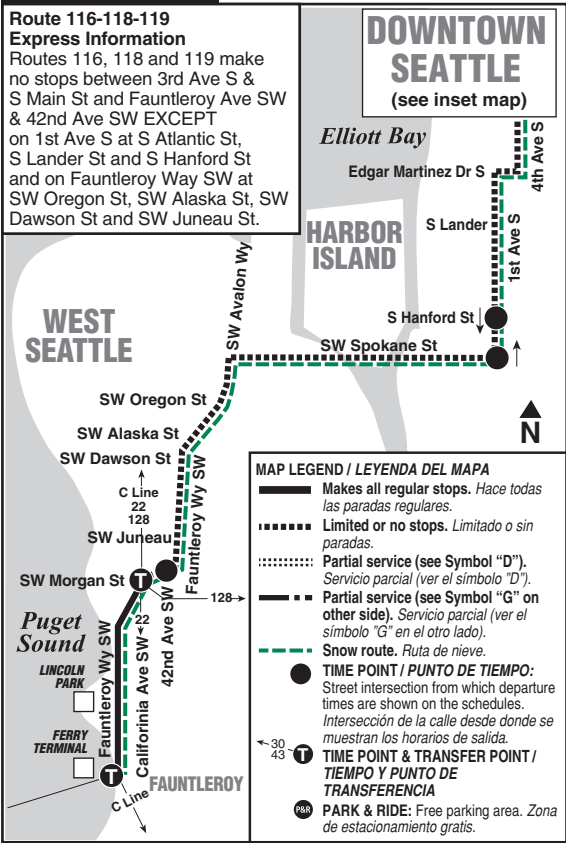 Route 116-118-119
Express Information
Routes 116, 118 and 119 make
no stops between 3rd Ave S &
S Main St and Fauntleroy Ave SW
& 42nd Ave SW EXCEPT
on 1st Ave S at S Atlantic St,
S Lander St and S Hanford St
and on Fauntleroy Way SW at
SW Oregon St, SW Alaska St, SW
Dawson St and SW Juneau St.
DOWNTOWN
SEATTLE
(see inset map)
Elliott Bay
Edgar Martinez Dr S
4th Ave S
S Lander
1st Ave S
HARBOR
ISLAND
S Hanford St
SW Avalon Wy
WEST
SEATTLE
SW Spokane St
SW Oregon St
N
SW Alaska St
SW Dawson St
C Line
22
128
SW Juneau
Fauntleroy Wy SW
SW Morgan St
T
128
22
42nd Ave SW
Puget
Sound
Fauntleroy Wy SW
Califorinia Ave SW
LINCOLN
PARK
FERRY
TERMINAL
T
FAUNTLEROY
C Line
MAP LEGEND / LEYENDA DEL MAPA
Makes all regular stops. Hace todas
las paradas regulares.
Limited or no stops. Limitado o sin
paradas.
Partial service (see Symbol “D”).
Servicio parcial (ver el símbolo "D").
Partial service (see Symbol “G” on
other side). Servicio parcial (ver el
símbolo "G" en el otro lado).
Snow route. Ruta de nieve.
TIME POINT / PUNTO DE TIEMPO:
Street intersection from which departure
times are shown on the schedules.
Intersección de la calle desde donde se
muestran los horarios de salida.
30
43
T
TIME POINT & TRANSFER POINT /
TIEMPO Y PUNTO DE
TRANSFERENCIA
P&R
PARK & RIDE: Free parking area. Zona
de estacionamiento gratis.